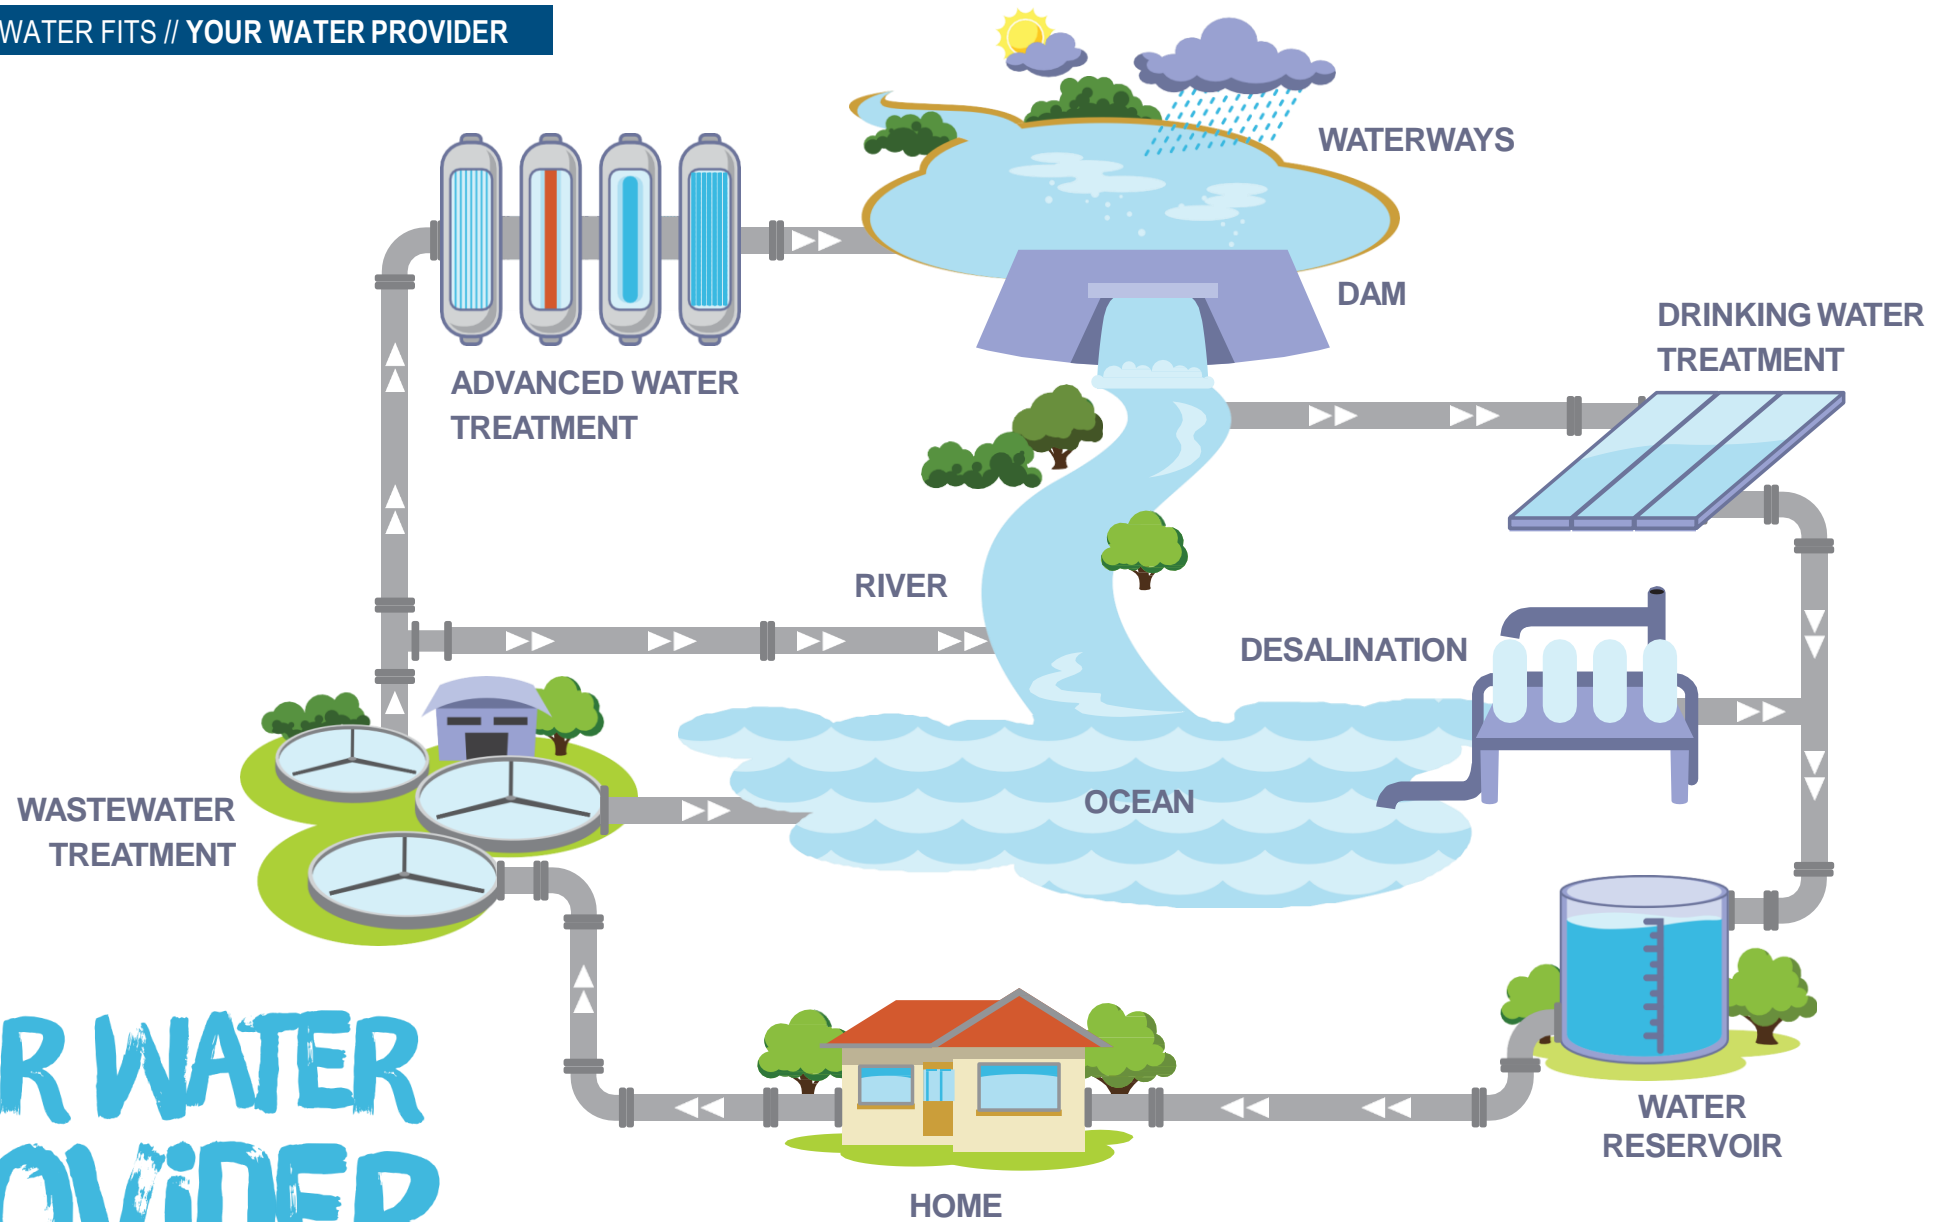 WATER FITS // YOUR WATER PROVIDER
WATERWAYS
DAM
DRINKING WATER
TREATMENT
ADVANCED WATER
TREATMENT
RIVER
DESALINATION
WASTEWATER
TREATMENT
OCEAN
R WATER
OVIDER
WATER
RESERVOIR
HOME